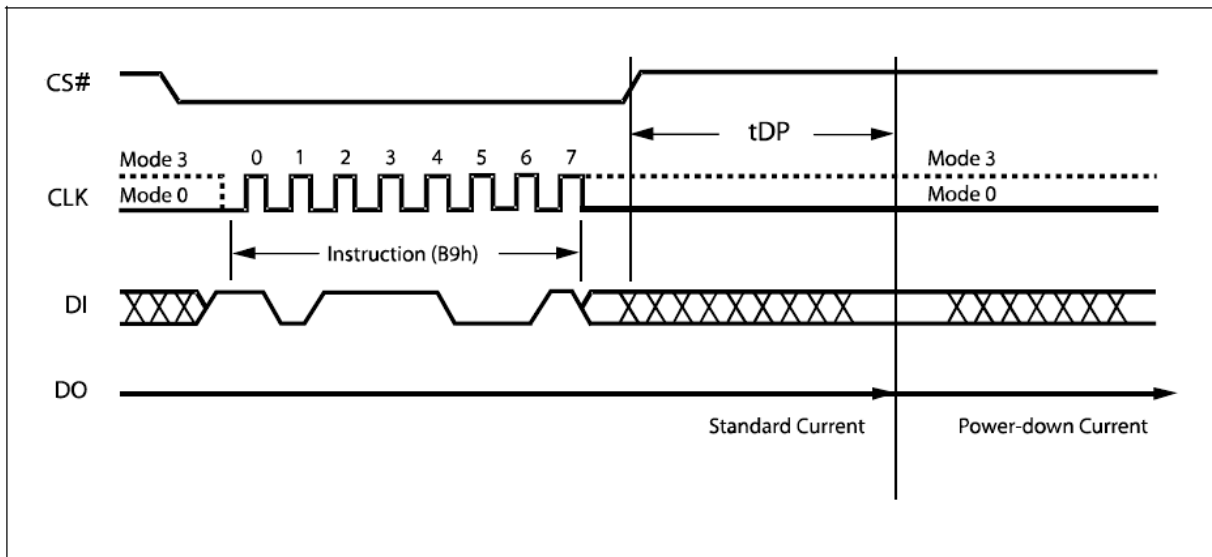 CS#
tDP
Mode 3 0 1 2 3 4 5 6 7 Mode 3
CLK Mode 0 Mode 0
Instruction (B9h)
DI
DO
Standard Current Power-down Current